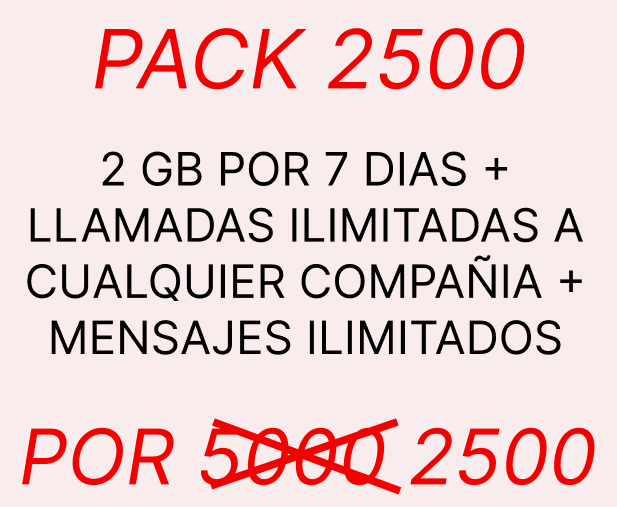 PACK 2500
2 GB POR 7 DIAS +
LLAMADAS ILIMITADAS A
CUALQUIER COMPAÑIA +
MENSAJES ILIMITADOS
POR 5000 2500